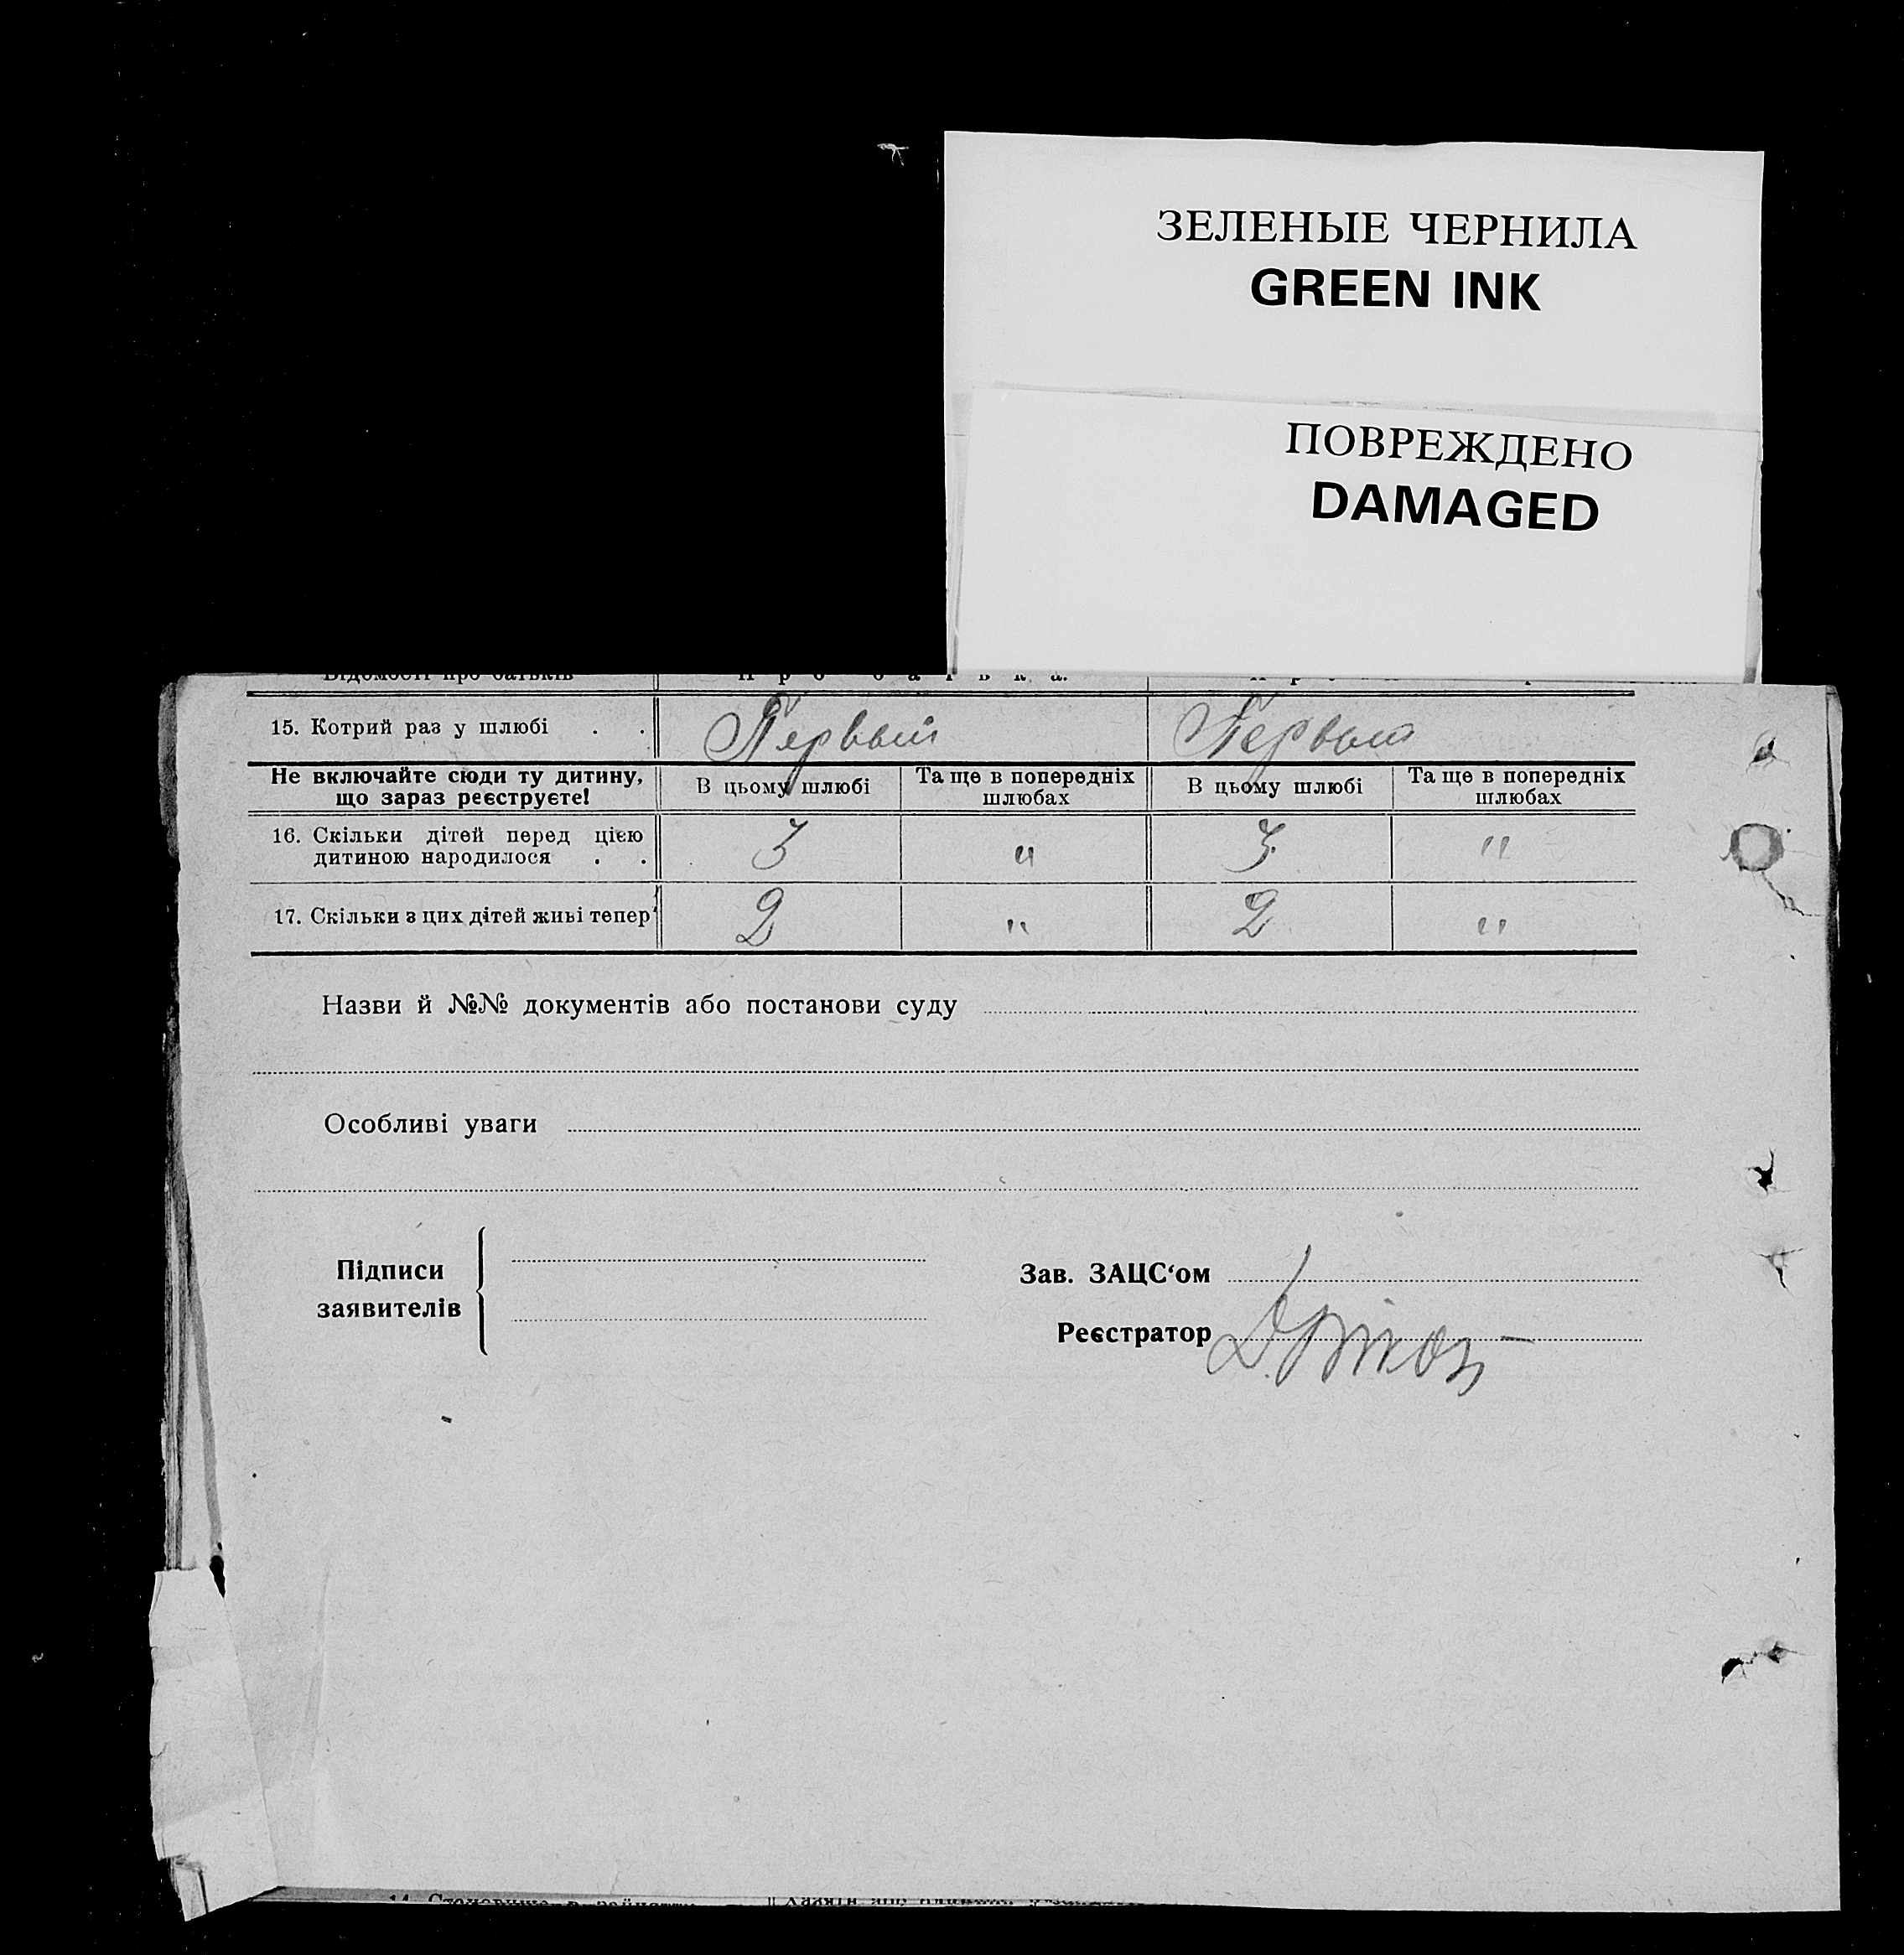 ЗЕЛЕНЫЕ ЧЕРНИЛА
GREEN INK
ПОВРЕЖДЕНО
DAMAGED
Відомості про батьків
15. Котрий раз у шлюбі . . Первый Первый
Не включайте сюди ту дитину, що зараз реєструєте! В цьому шлюбі Та ще в попередніх шлюбах В цьому шлюбі Та ще в попередніх шлюбах
16. Скільки дітей перед цією
дитиною народилося . . 3 " 3 "
17. Скільки з цих дітей живі тепер 2 " 2 "
Назви й №№ документів або постанови суду
Особливі уваги
Підписи
заявителів
Зав. ЗАЦС‘ом
Реєстратор